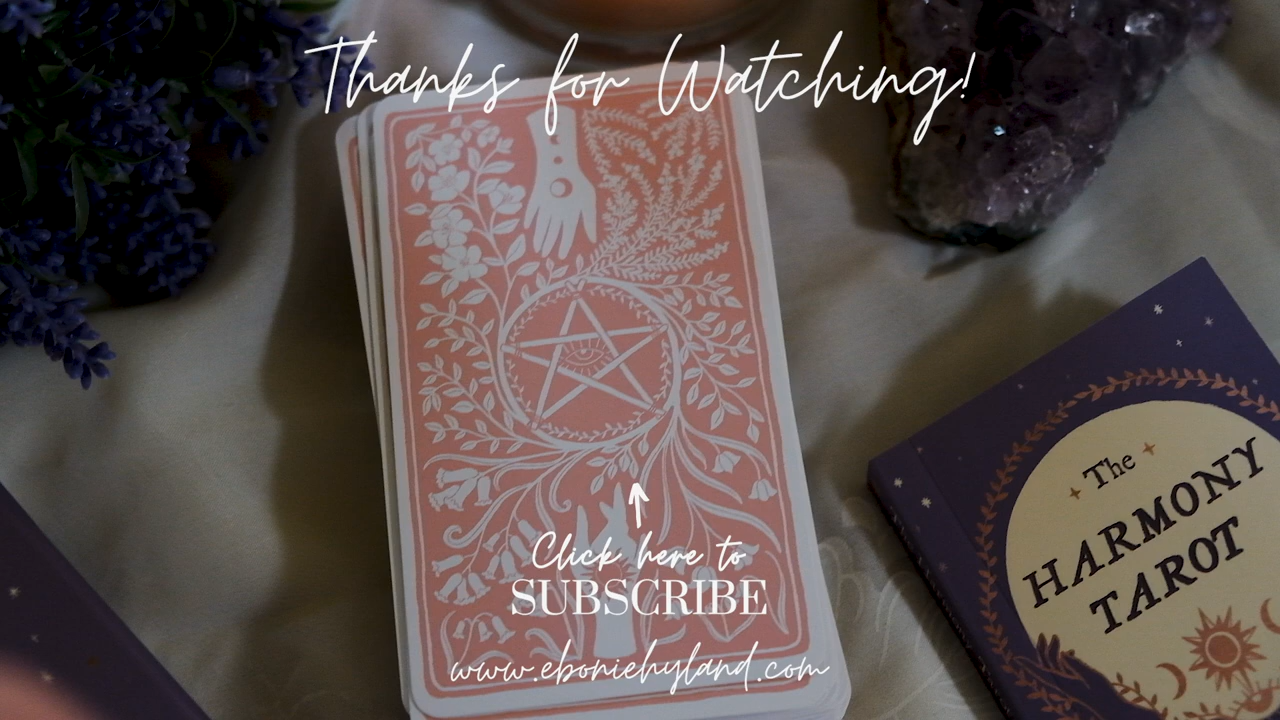 Thanks for Watching!
The
HARMONY
TAROT
Click here to
SUBSCRIBE
www.eboniehyland.com